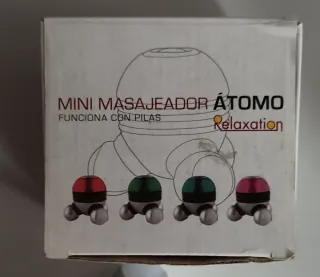 MINI MASAJEADOR ÁTOMO
FUNCIONA CON PILAS
Relaxation